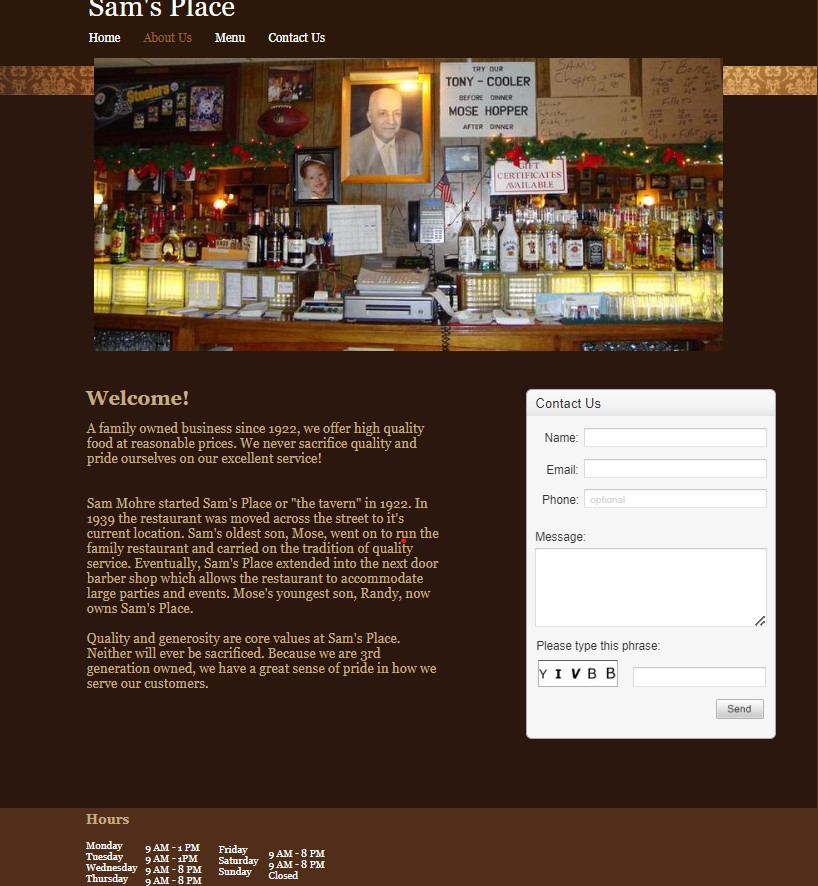 Sam's Place
Home About Us Menu Contact Us
Steelers
TRY OUR
TONY - COOLER
BEFORE DINNER
MOSE HOPPER
AFTER DINNER
SAM'S
T-Bone
Fillets
GIFT
CERTIFICATES
AVAILABLE
Welcome!
A family owned business since 1922, we offer high quality
food at reasonable prices. We never sacrifice quality and
pride ourselves on our excellent service!
Sam Mohre started Sam's Place or "the tavern" in 1922. In
1939 the restaurant was moved across the street to it's
current location. Sam's oldest son, Mose, went on to run the
family restaurant and carried on the tradition of quality
service. Eventually, Sam's Place extended into the next door
barber shop which allows the restaurant to accommodate
large parties and events. Mose's youngest son, Randy, now
owns Sam's Place.
Quality and generosity are core values at Sam's Place.
Neither will ever be sacrificed. Because we are 3rd
generation owned, we have a great sense of pride in how we
serve our customers.
Contact Us
Name:
Email:
Phone: optional
Message:
Please type this phrase:
Y I V B B
Send
Hours
Monday 9 AM - 1 PM
Tuesday 9 AM - 1PM
Wednesday 9 AM - 8 PM
Thursday 9 AM - 8 PM
Friday 9 AM - 8 PM
Saturday 9 AM - 8 PM
Sunday Closed